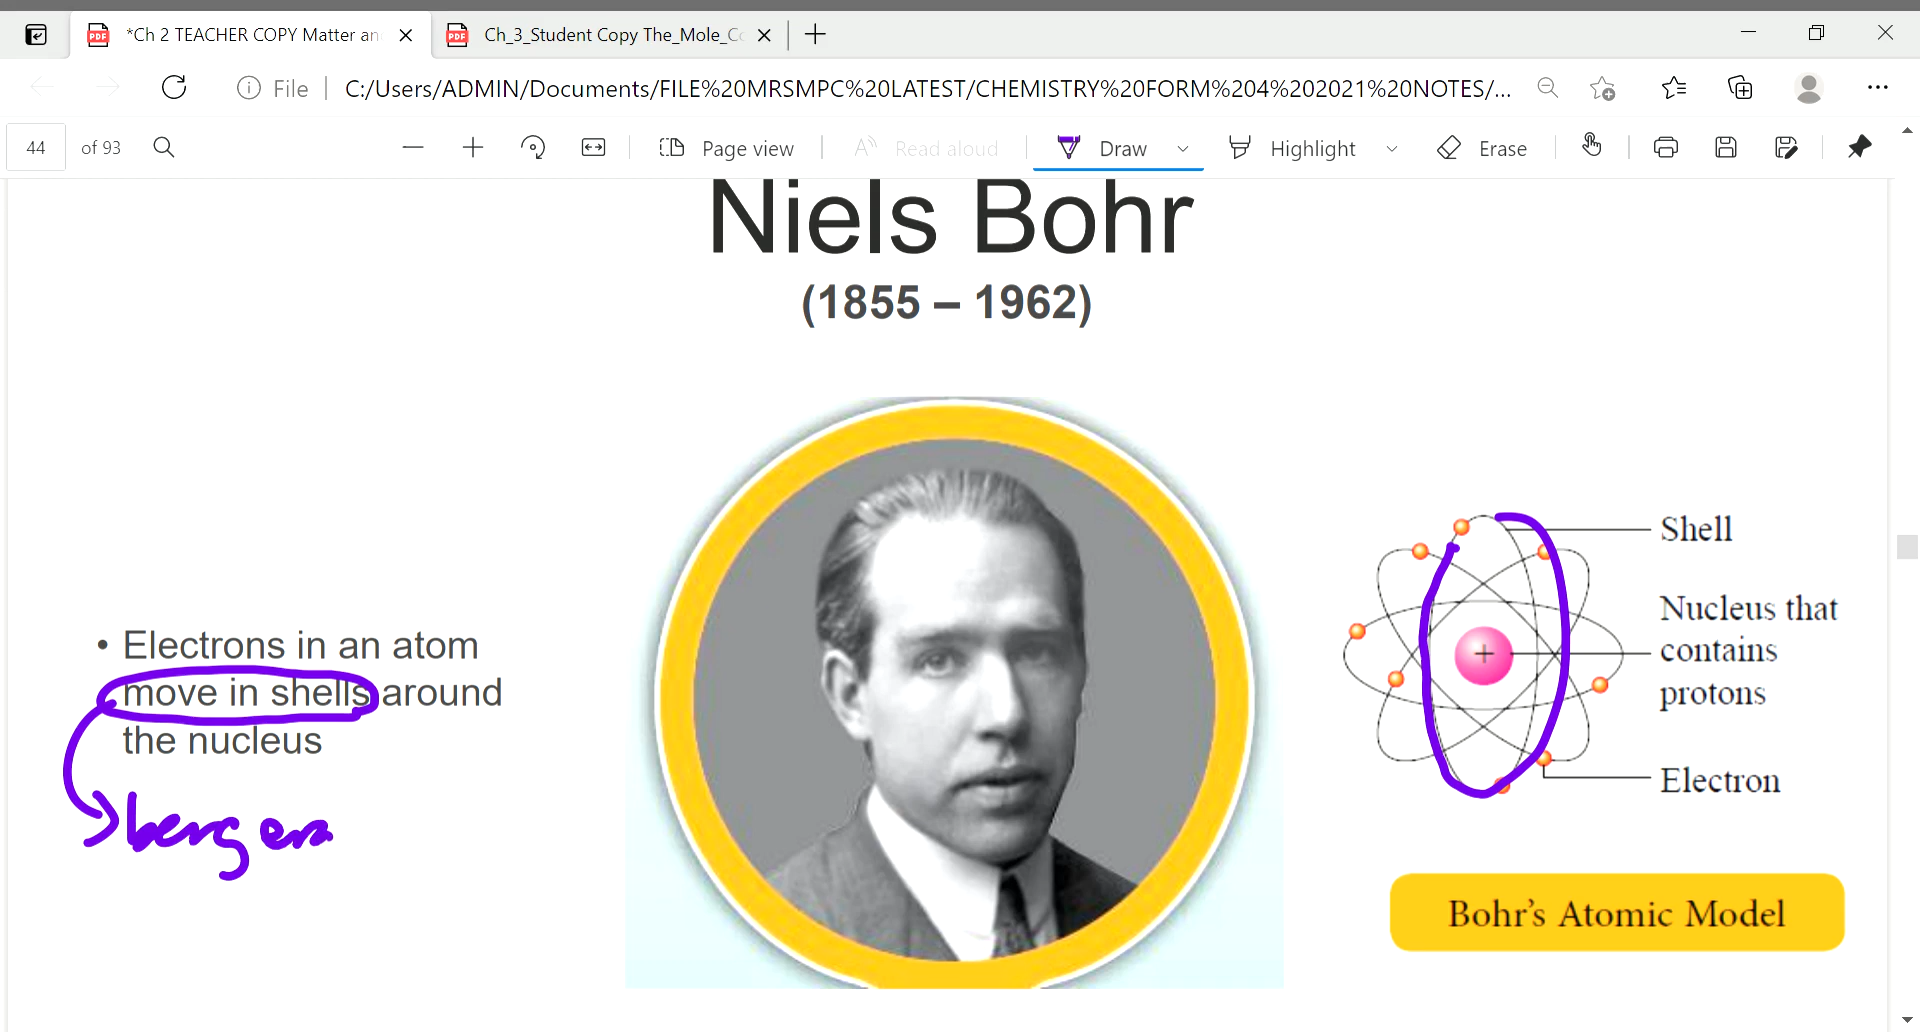 *Ch 2 TEACHER COPY Matter an
Ch_3_Student Copy The_Mole_Co
File
C:/Users/ADMIN/Documents/FILE%20MRSMPC%20LATEST/CHEMISTRY%20FORM%204%202021%20NOTES/...
44 of 93
Page view
Read aloud
Draw
Highlight
Erase
Niels Bohr
(1855 – 1962)
• Electrons in an atom
move in shells around
the nucleus
Shell
Nucleus that
contains
protons
+
Electron
Bohr's Atomic Model